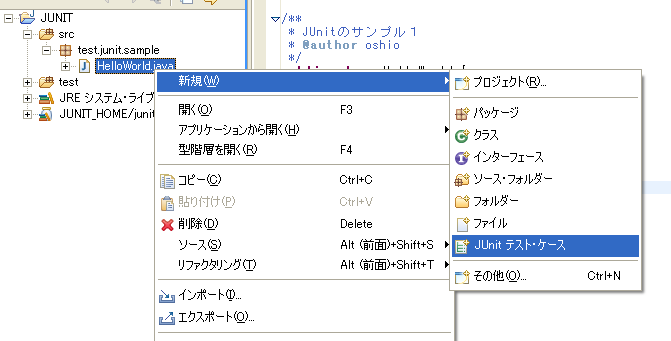 JUNIT
src
test.junit.sample
HelloWorld.java
test
JRE システム・ライブ
JUNIT_HOME/junit
/**
* JUnitのサンプル1
* @author oshio
*/
新規(W)
開く(O) F3
アプリケーションから開く(H)
型階層を開く(R) F4
コピー(C) Ctrl+C
貼り付け(P) Ctrl+V
削除(D) Delete
ソース(S) Alt (前面)+Shift+S
リファクタリング(T) Alt (前面)+Shift+T
インポート(I)...
エクスポート(O)...
プロジェクト(R)...
パッケージ
クラス
インターフェース
ソース・フォルダー
フォルダー
ファイル
JUnit テスト・ケース
その他(O)... Ctrl+N